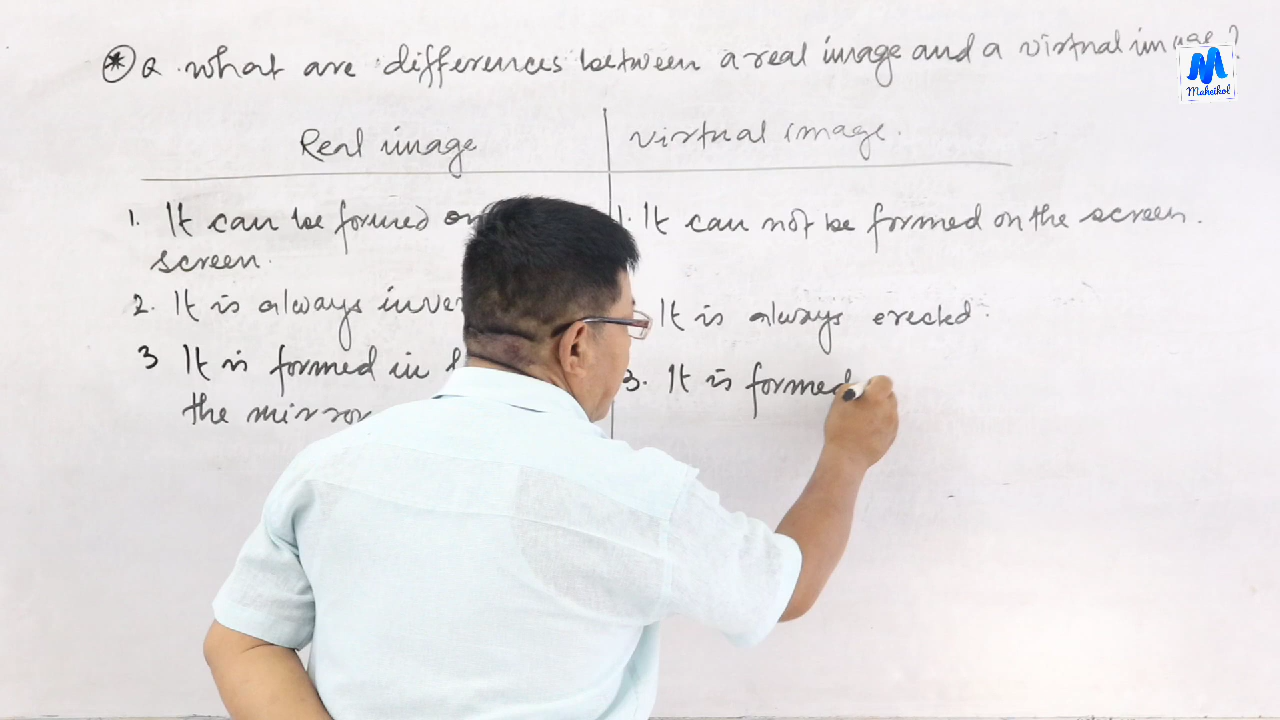 * Q. What are differences between a real image and a virtual image?
Maheikol
Real image
virtual image.
1. It can be formed on
screen.
2. It is always inver
3 It is formed in
the mirror
1. It can not be formed on the screen.
It is always erected.
3. It is formed